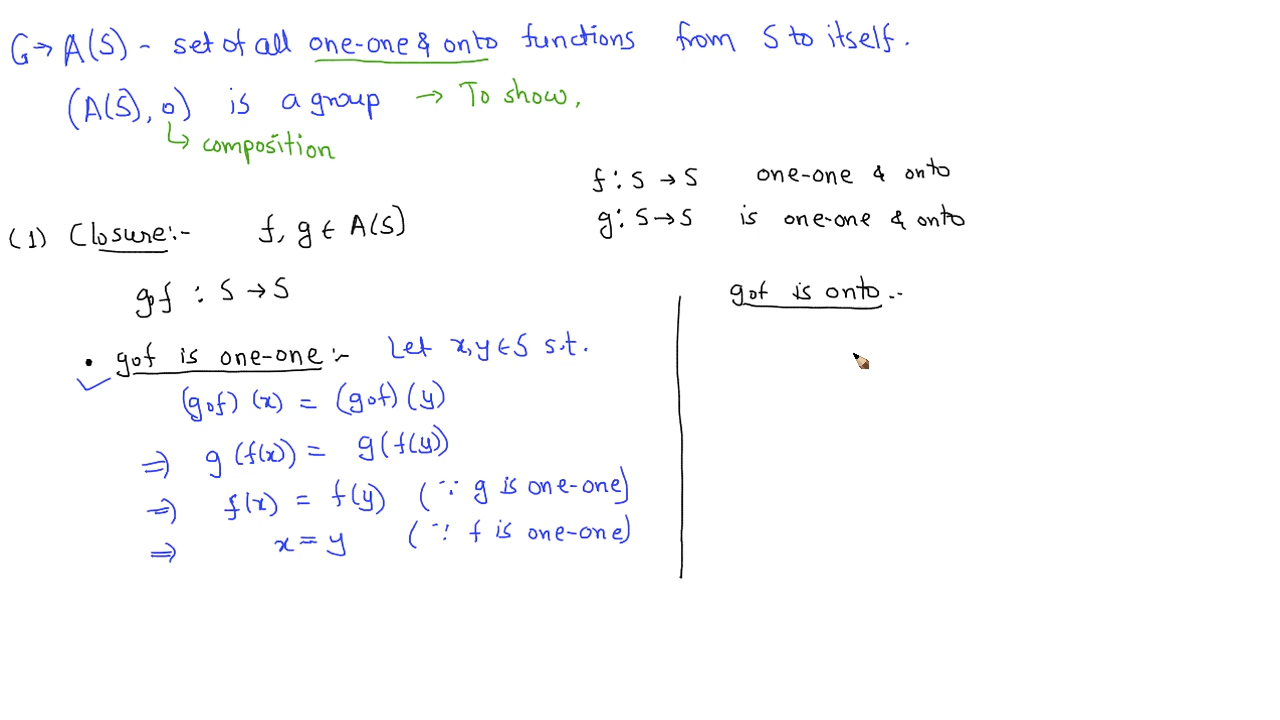 G→ A(S) - set of all one-one & onto functions from S to itself.
(A(S), o) is a group → To show,
↳ composition
f : S → S one-one & onto
g : S → S is one-one & onto
(1) Closure:- f, g ∈ A(S)
gof : S → S
• gof is one-one :- Let x, y ∈ S s.t.
(gof) (x) = (gof) (y)
⇒ g (f(x)) = g(f(y))
⇒ f(x) = f(y) (∵ g is one-one)
⇒ x = y (∵ f is one-one)
gof is onto :-